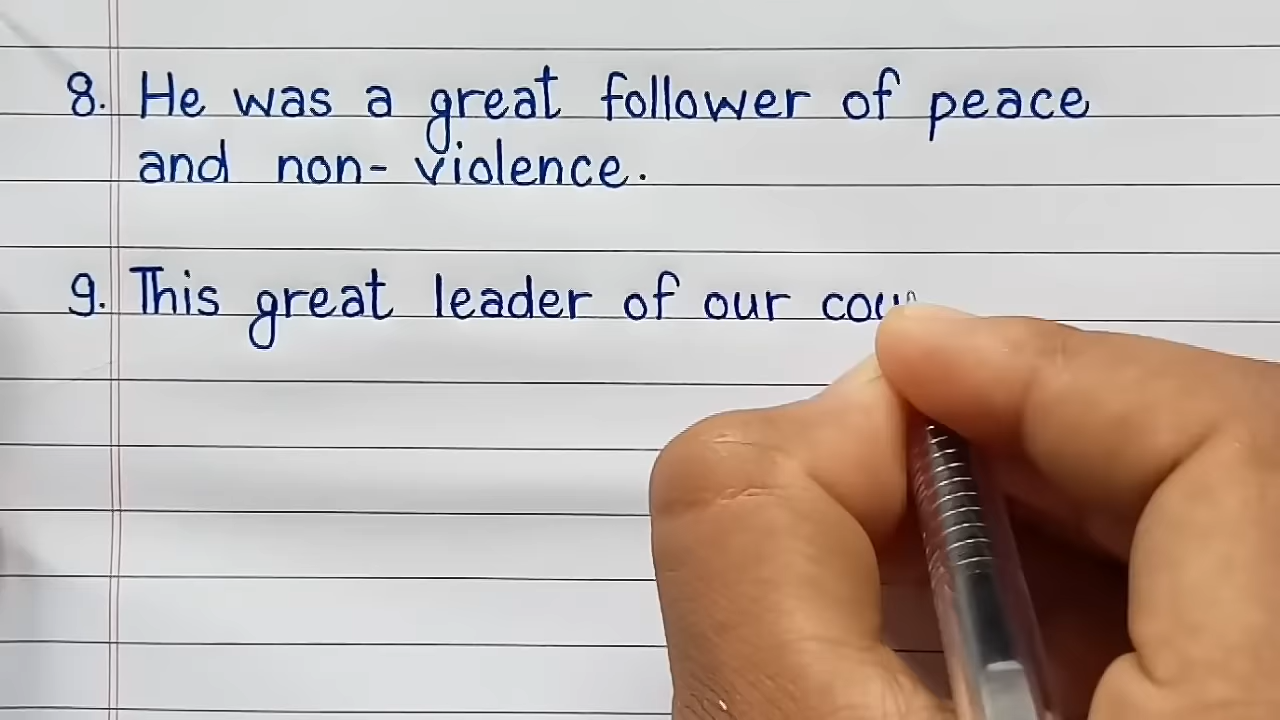 8. He was a great follower of peace
and non-violence.
9. This great leader of our